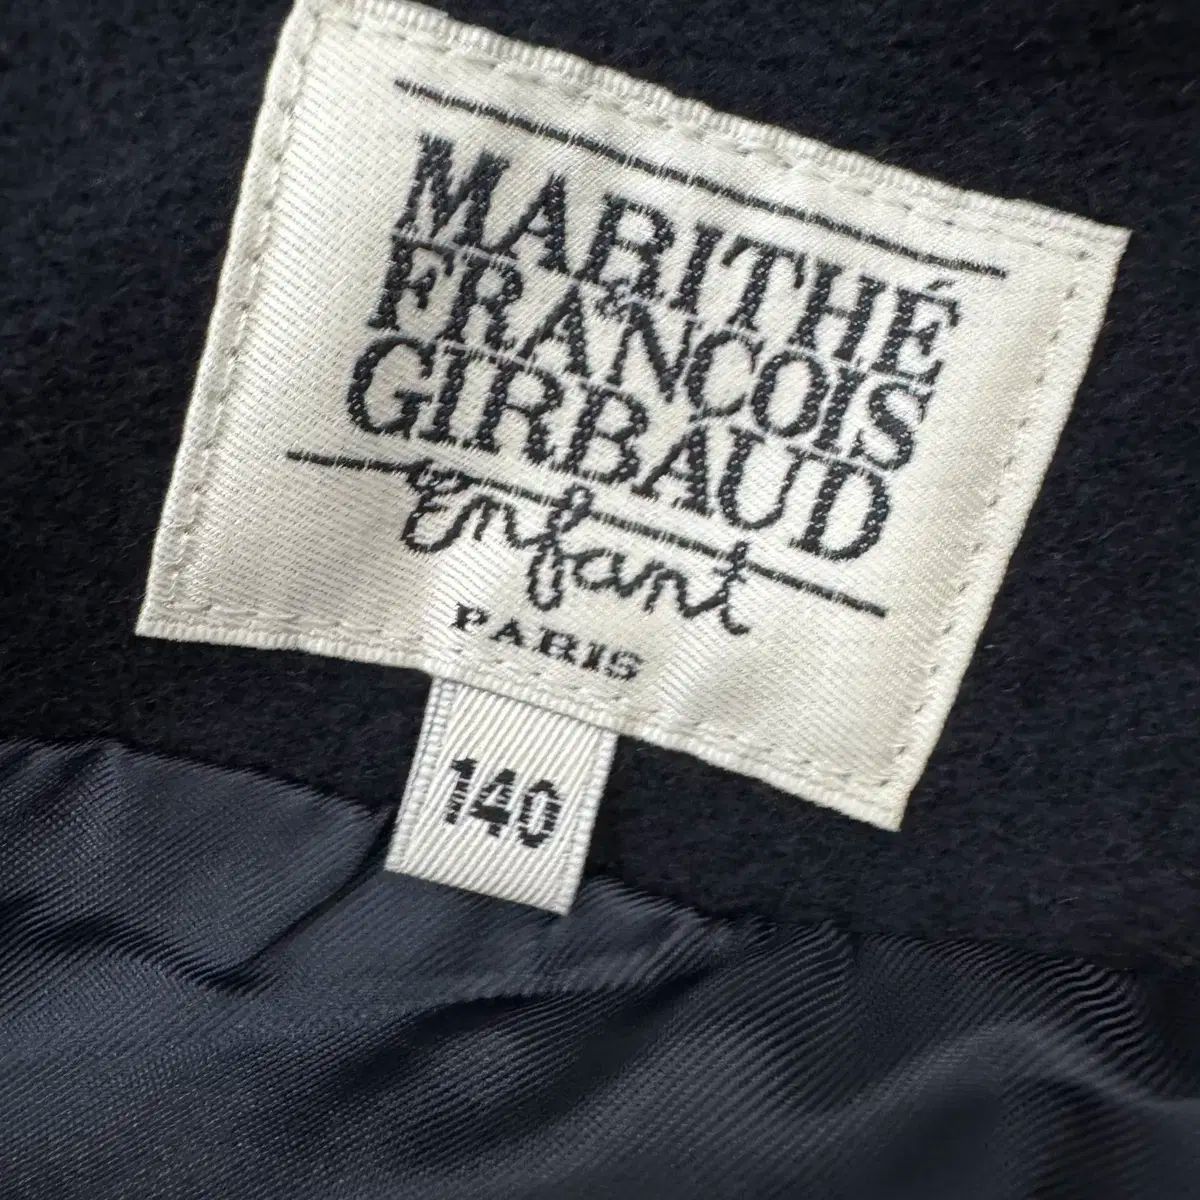 MARITHÉ
&
FRANÇOIS
GIRBAUD
enfant
PARIS
140